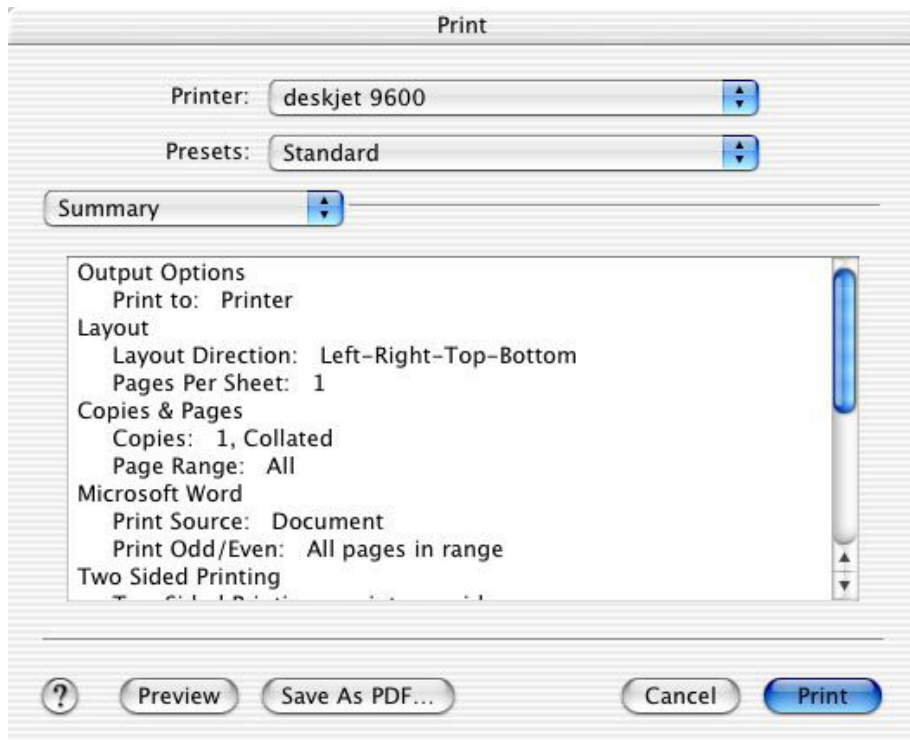 Print
Printer: deskjet 9600
Presets: Standard
Summary
Output Options
Print to: Printer
Layout
Layout Direction: Left-Right-Top-Bottom
Pages Per Sheet: 1
Copies & Pages
Copies: 1, Collated
Page Range: All
Microsoft Word
Print Source: Document
Print Odd/Even: All pages in range
Two Sided Printing
? Preview Save As PDF... Cancel Print